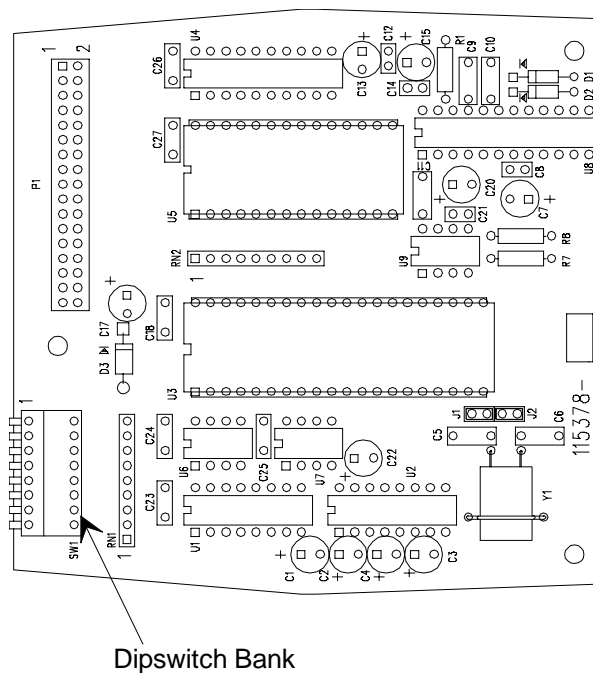 1
2
P1
C26
U4
C12
C13
C15
C14
R1
C9
C10
D1
D2
C27
U5
C11
C20
C21
C8
C7
U8
U9
R8
R7
RN2
1
C17
D3
C18
U3
1
SW1
RN1
1
C24
U6
C25
U7
C22
C23
U1
U2
J1
J2
C5
C6
Y1
115378-
C1
C2
C4
C3
+
+
+
+
+
+
+
+
+
+
Dipswitch Bank